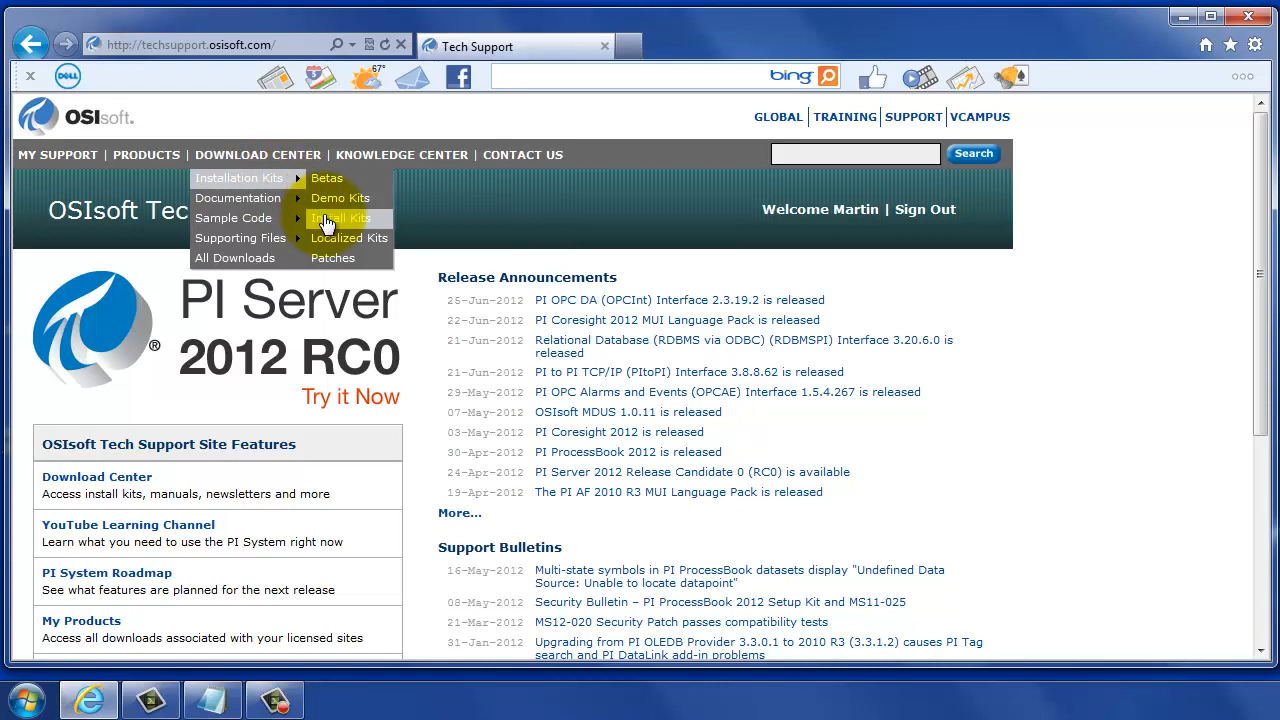 http://techsupport.osisoft.com/
Tech Support
DELL
5
67°
bing
OSIsoft.
GLOBAL | TRAINING | SUPPORT | VCAMPUS
MY SUPPORT | PRODUCTS | DOWNLOAD CENTER | KNOWLEDGE CENTER | CONTACT US
Search
Installation Kits
Documentation
Sample Code
Supporting Files
All Downloads
Betas
Demo Kits
Install Kits
Localized Kits
Patches
OSIsoft Tec
Welcome Martin | Sign Out
PI Server
2012 RC0
Try it Now
®
OSIsoft Tech Support Site Features
Download Center
Access install kits, manuals, newsletters and more
YouTube Learning Channel
Learn what you need to use the PI System right now
PI System Roadmap
See what features are planned for the next release
My Products
Access all downloads associated with your licensed sites
Release Announcements
25-Jun-2012 PI OPC DA (OPCInt) Interface 2.3.19.2 is released
22-Jun-2012 PI Coresight 2012 MUI Language Pack is released
21-Jun-2012 Relational Database (RDBMS via ODBC) (RDBMSPI) Interface 3.20.6.0 is
released
21-Jun-2012 PI to PI TCP/IP (PItoPI) Interface 3.8.8.62 is released
29-May-2012 PI OPC Alarms and Events (OPCAE) Interface 1.5.4.267 is released
07-May-2012 OSIsoft MDUS 1.0.11 is released
03-May-2012 PI Coresight 2012 is released
30-Apr-2012 PI ProcessBook 2012 is released
24-Apr-2012 PI Server 2012 Release Candidate 0 (RC0) is available
19-Apr-2012 The PI AF 2010 R3 MUI Language Pack is released
More...
Support Bulletins
16-May-2012 Multi-state symbols in PI ProcessBook datasets display "Undefined Data
Source: Unable to locate datapoint"
08-May-2012 Security Bulletin – PI ProcessBook 2012 Setup Kit and MS11-025
21-Mar-2012 MS12-020 Security Patch passes compatibility tests
31-Jan-2012 Upgrading from PI OLEDB Provider 3.3.0.1 to 2010 R3 (3.3.1.2) causes PI Tag
search and PI DataLink add-in problems